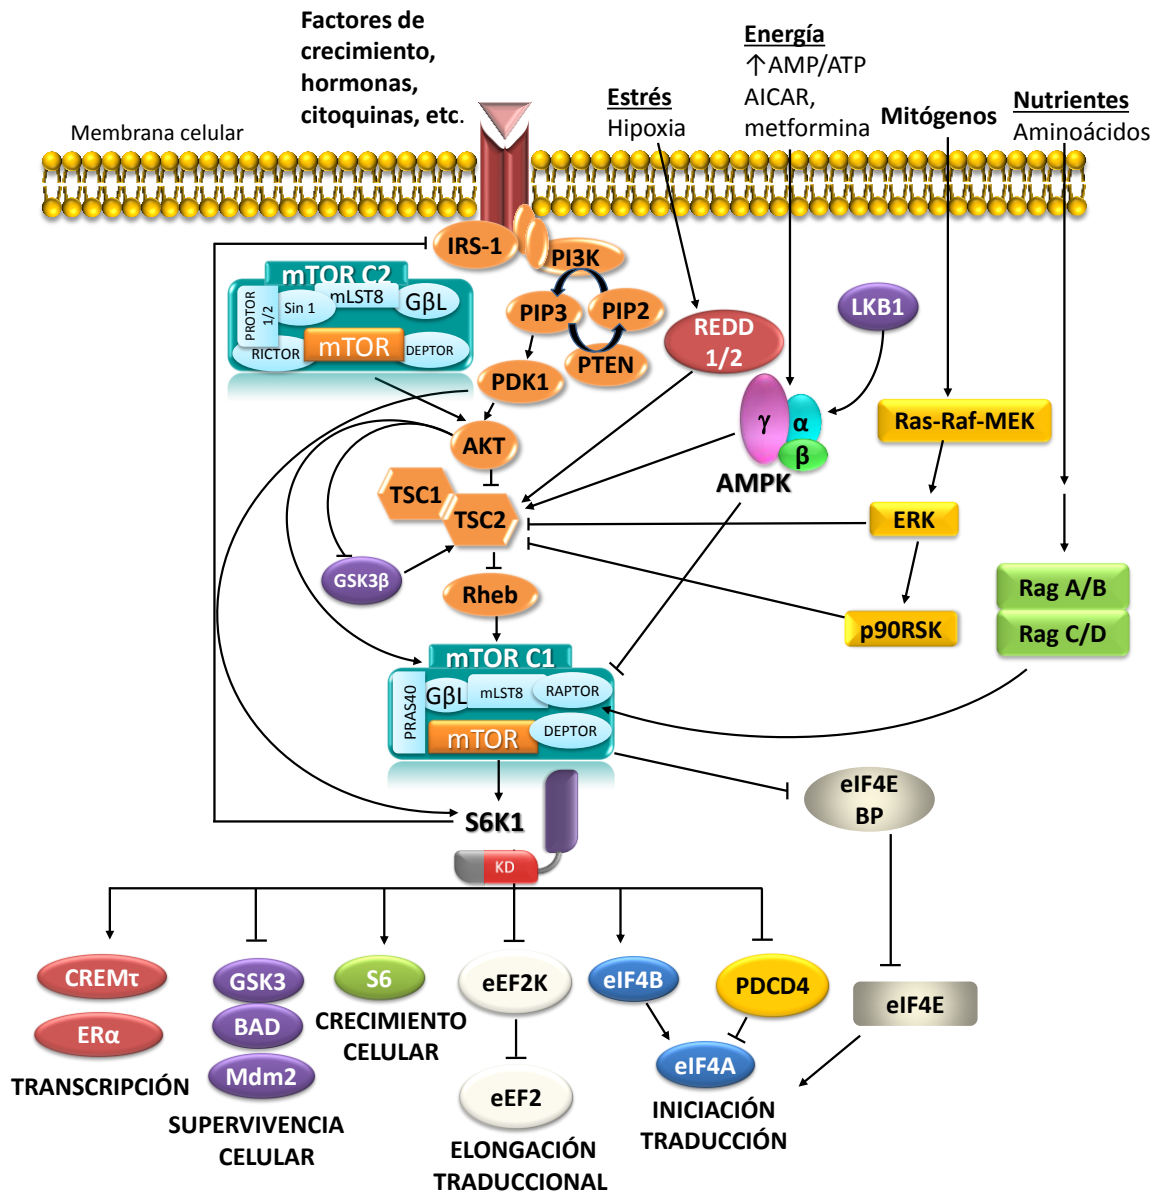 Factores de
crecimiento,
hormonas,
citoquinas, etc.
Energía
↑AMP/ATP
AICAR,
metformina
Estrés
Hipoxia
Mitógenos
Nutrientes
Aminoácidos
Membrana celular
IRS-1
PI3K
mTOR C2
mLST8
GβL
Sin 1
PROTOR
1/2
RICTOR
mTOR
DEPTOR
PIP3
PIP2
PTEN
PDK1
REDD
1/2
LKB1
γ
α
β
AMPK
Ras-Raf-MEK
AKT
TSC1
TSC2
ERK
GSK3β
Rheb
p90RSK
Rag A/B
Rag C/D
mTOR C1
PRAS40
GβL
mLST8
RAPTOR
mTOR
DEPTOR
eIF4E
BP
S6K1
KD
CREMτ
ERα
TRANSCRIPCIÓN
GSK3
BAD
Mdm2
SUPERVIVENCIA
CELULAR
S6
CRECIMIENTO
CELULAR
eEF2K
eEF2
ELONGACIÓN
TRADUCCIONAL
eIF4B
PDCD4
eIF4A
INICIACIÓN
TRADUCCIÓN
eIF4E